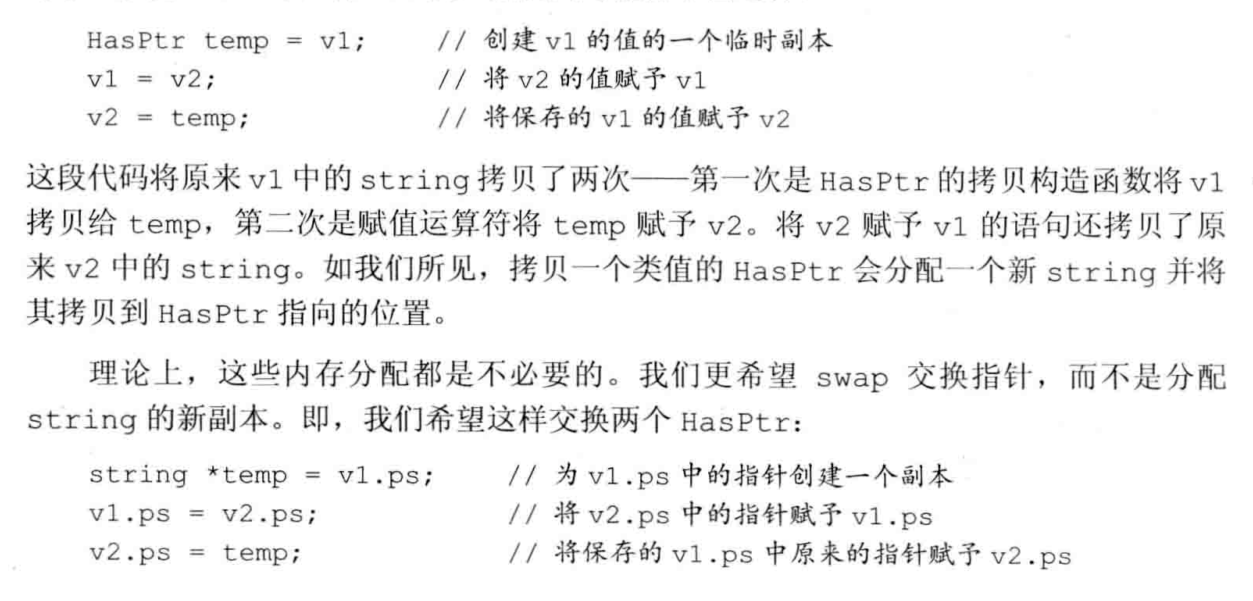 HasPtr temp = v1; // 创建 v1 的值的一个临时副本
v1 = v2; // 将 v2 的值赋予 v1
v2 = temp; // 将保存的 v1 的值赋予 v2
这段代码将原来 v1 中的 string 拷贝了两次——第一次是 HasPtr 的拷贝构造函数将 v1
拷贝给 temp，第二次是赋值运算符将 temp 赋予 v2。将 v2 赋予 v1 的语句还拷贝了原
来 v2 中的 string。如我们所见，拷贝一个类值的 HasPtr 会分配一个新 string 并将
其拷贝到 HasPtr 指向的位置。
理论上，这些内存分配都是不必要的。我们更希望 swap 交换指针，而不是分配
string 的新副本。即，我们希望这样交换两个 HasPtr：
string *temp = v1.ps; // 为 v1.ps 中的指针创建一个副本
v1.ps = v2.ps; // 将 v2.ps 中的指针赋予 v1.ps
v2.ps = temp; // 将保存的 v1.ps 中原来的指针赋予 v2.ps